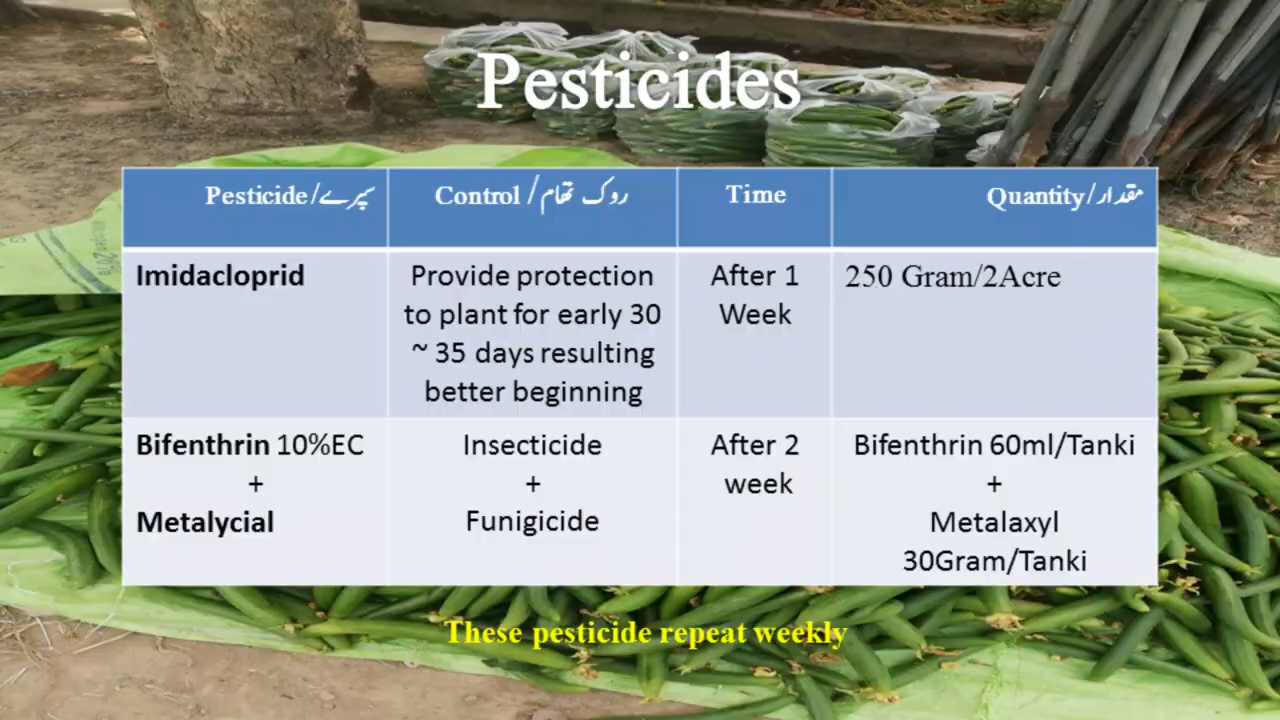 Pesticides
Pesticide/سپرے
Control /روک تھام
Time
Quantity/مقدار
Imidacloprid
Provide protection
to plant for early 30
~ 35 days resulting
better beginning
After 1
Week
250 Gram/2Acre
Bifenthrin 10%EC
+
Metalycial
Insecticide
+
Funigicide
After 2
week
Bifenthrin 60ml/Tanki
+
Metalaxyl
30Gram/Tanki
These pesticide repeat weekly